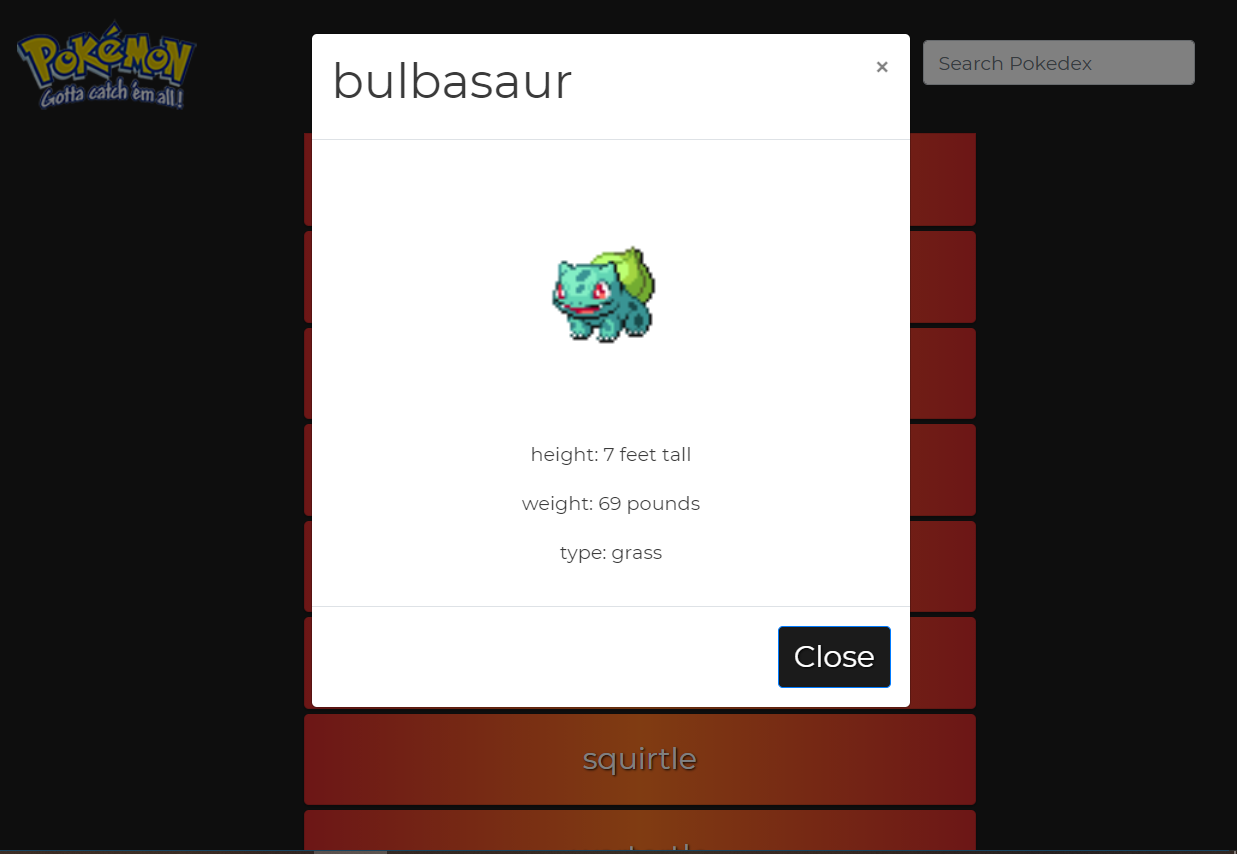 POKéMON
Gotta catch 'em all!
bulbasaur
×
Search Pokedex
height: 7 feet tall
weight: 69 pounds
type: grass
Close
squirtle